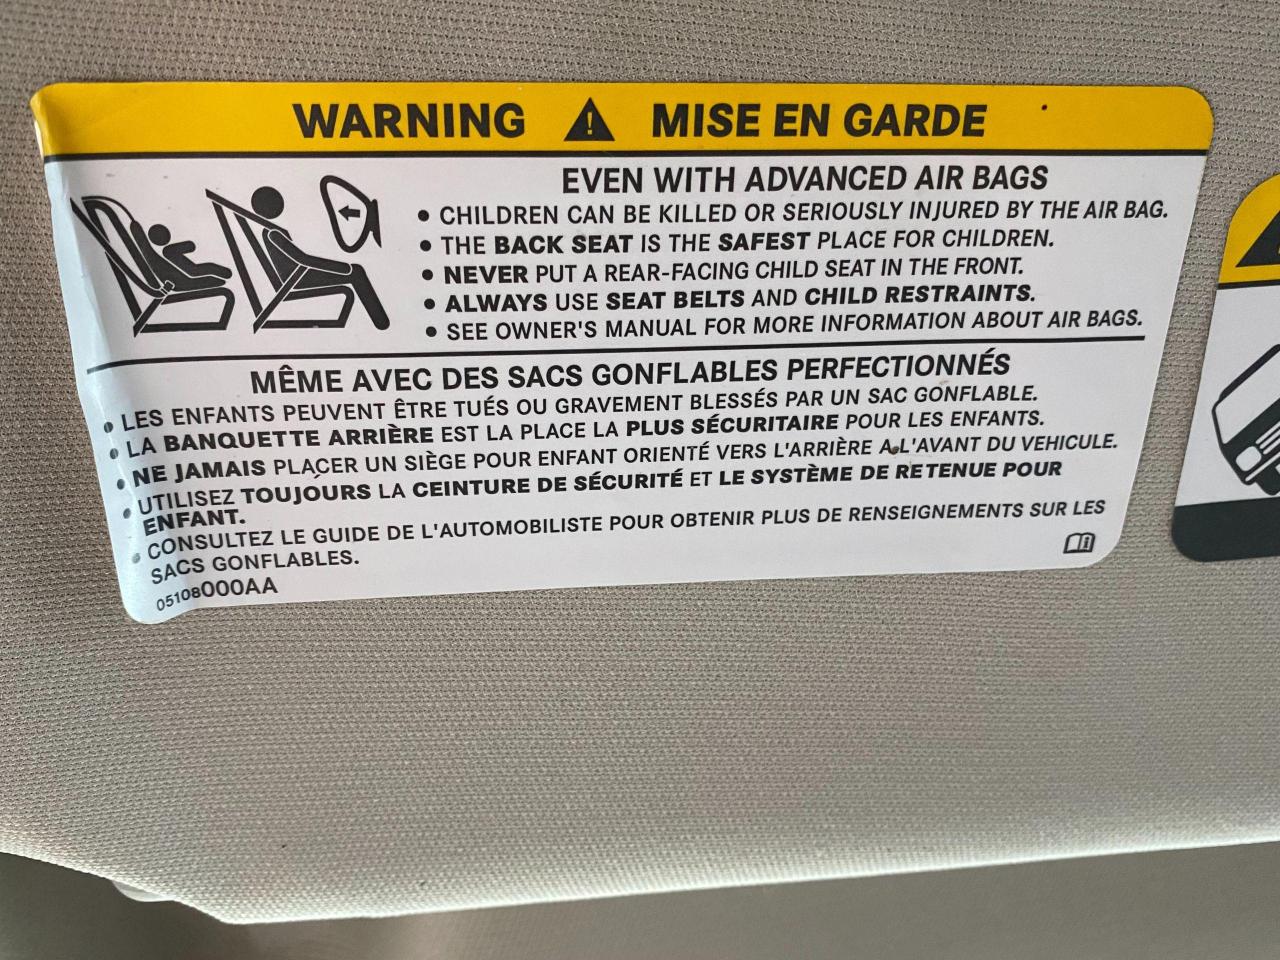 WARNING MISE EN GARDE
EVEN WITH ADVANCED AIR BAGS
• CHILDREN CAN BE KILLED OR SERIOUSLY INJURED BY THE AIR BAG.
• THE BACK SEAT IS THE SAFEST PLACE FOR CHILDREN.
• NEVER PUT A REAR-FACING CHILD SEAT IN THE FRONT.
• ALWAYS USE SEAT BELTS AND CHILD RESTRAINTS.
• SEE OWNER'S MANUAL FOR MORE INFORMATION ABOUT AIR BAGS.
MÊME AVEC DES SACS GONFLABLES PERFECTIONNÉS
• LES ENFANTS PEUVENT ÊTRE TUÉS OU GRAVEMENT BLESSÉS PAR UN SAC GONFLABLE.
• LA BANQUETTE ARRIÈRE EST LA PLACE LA PLUS SÉCURITAIRE POUR LES ENFANTS.
• NE JAMAIS PLAÇER UN SIÈGE POUR ENFANT ORIENTÉ VERS L'ARRIÈRE A L'AVANT DU VEHICULE.
• UTILISEZ TOUJOURS LA CEINTURE DE SÉCURITÉ ET LE SYSTÈME DE RETENUE POUR
ENFANT.
• CONSULTEZ LE GUIDE DE L'AUTOMOBILISTE POUR OBTENIR PLUS DE RENSEIGNEMENTS SUR LES
SACS GONFLABLES.
05108000AA